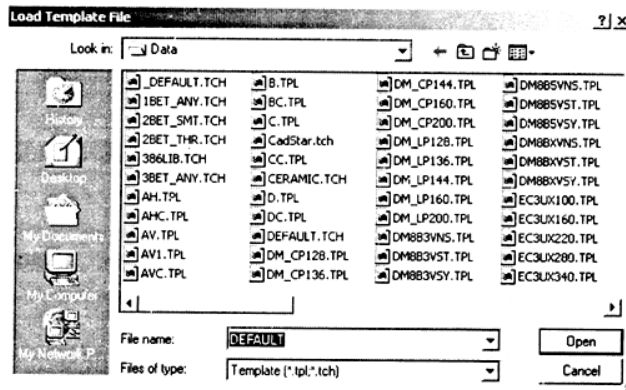 Load Template File
Look in: Data
History
Desktop
My Documents
My Computer
My Network P...
_DEFAULT.TCH
1BET_ANY.TCH
2BET_SMT.TCH
2BET_THR.TCH
386LIB.TCH
3BET_ANY.TCH
AH.TPL
AHC.TPL
AV.TPL
AV1.TPL
AVC.TPL
B.TPL
BC.TPL
C.TPL
CadStar.tch
CC.TPL
CERAMIC.TCH
D.TPL
DC.TPL
DEFAULT.TCH
DM_CP128.TPL
DM_CP136.TPL
DM_CP144.TPL
DM_CP160.TPL
DM_CP200.TPL
DM_LP128.TPL
DM_LP136.TPL
DM_LP144.TPL
DM_LP160.TPL
DM_LP200.TPL
DM8B3VNS.TPL
DM8B3VST.TPL
DM8B3VSY.TPL
DM8B5VNS.TPL
DM8B5VST.TPL
DM8B5VSY.TPL
DM8BXVNS.TPL
DM8BXVST.TPL
DM8BXVSY.TPL
EC3UX100.TPL
EC3UX160.TPL
EC3UX220.TPL
EC3UX280.TPL
EC3UX340.TPL
File name: DEFAULT
Open
Files of type: Template (*.tpl;*.tch)
Cancel